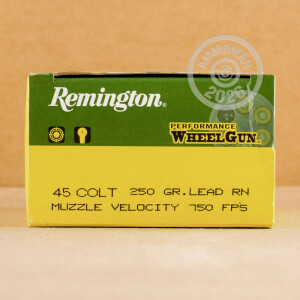 Remington
PERFORMANCE
WHEELGUN
45 COLT 250 GR. LEAD RN
MUZZLE VELOCITY 750 FPS